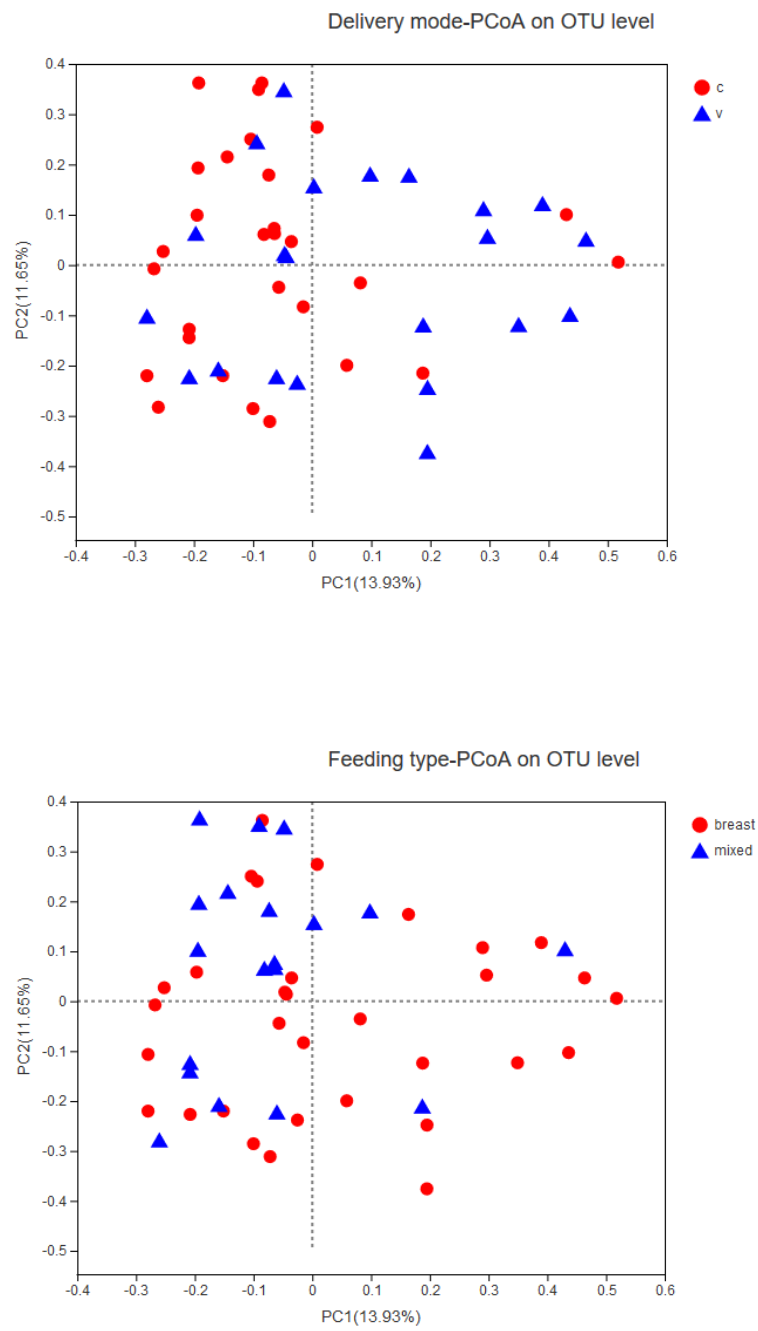 Delivery mode-PCoA on OTU level
0.4
0.3
0.2
0.1
0
-0.1
-0.2
-0.3
-0.4
-0.5
PC2(11.65%)
-0.4 -0.3 -0.2 -0.1 0 0.1 0.2 0.3 0.4 0.5 0.6
PC1(13.93%)
c
v
Feeding type-PCoA on OTU level
0.4
0.3
0.2
0.1
0
-0.1
-0.2
-0.3
-0.4
-0.5
PC2(11.65%)
-0.4 -0.3 -0.2 -0.1 0 0.1 0.2 0.3 0.4 0.5 0.6
PC1(13.93%)
breast
mixed